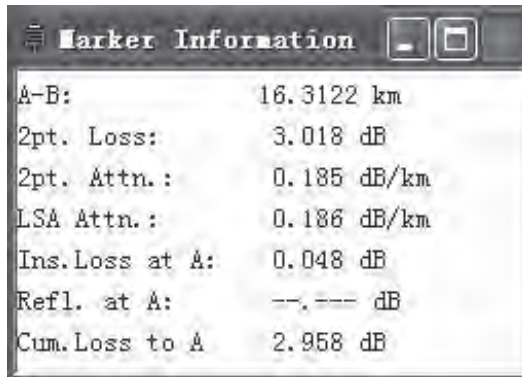 Marker Information
A-B: 16.3122 km
2pt. Loss: 3.018 dB
2pt. Attn.: 0.185 dB/km
LSA Attn.: 0.186 dB/km
Ins.Loss at A: 0.048 dB
Refl. at A: --.--- dB
Cum.Loss to A 2.958 dB